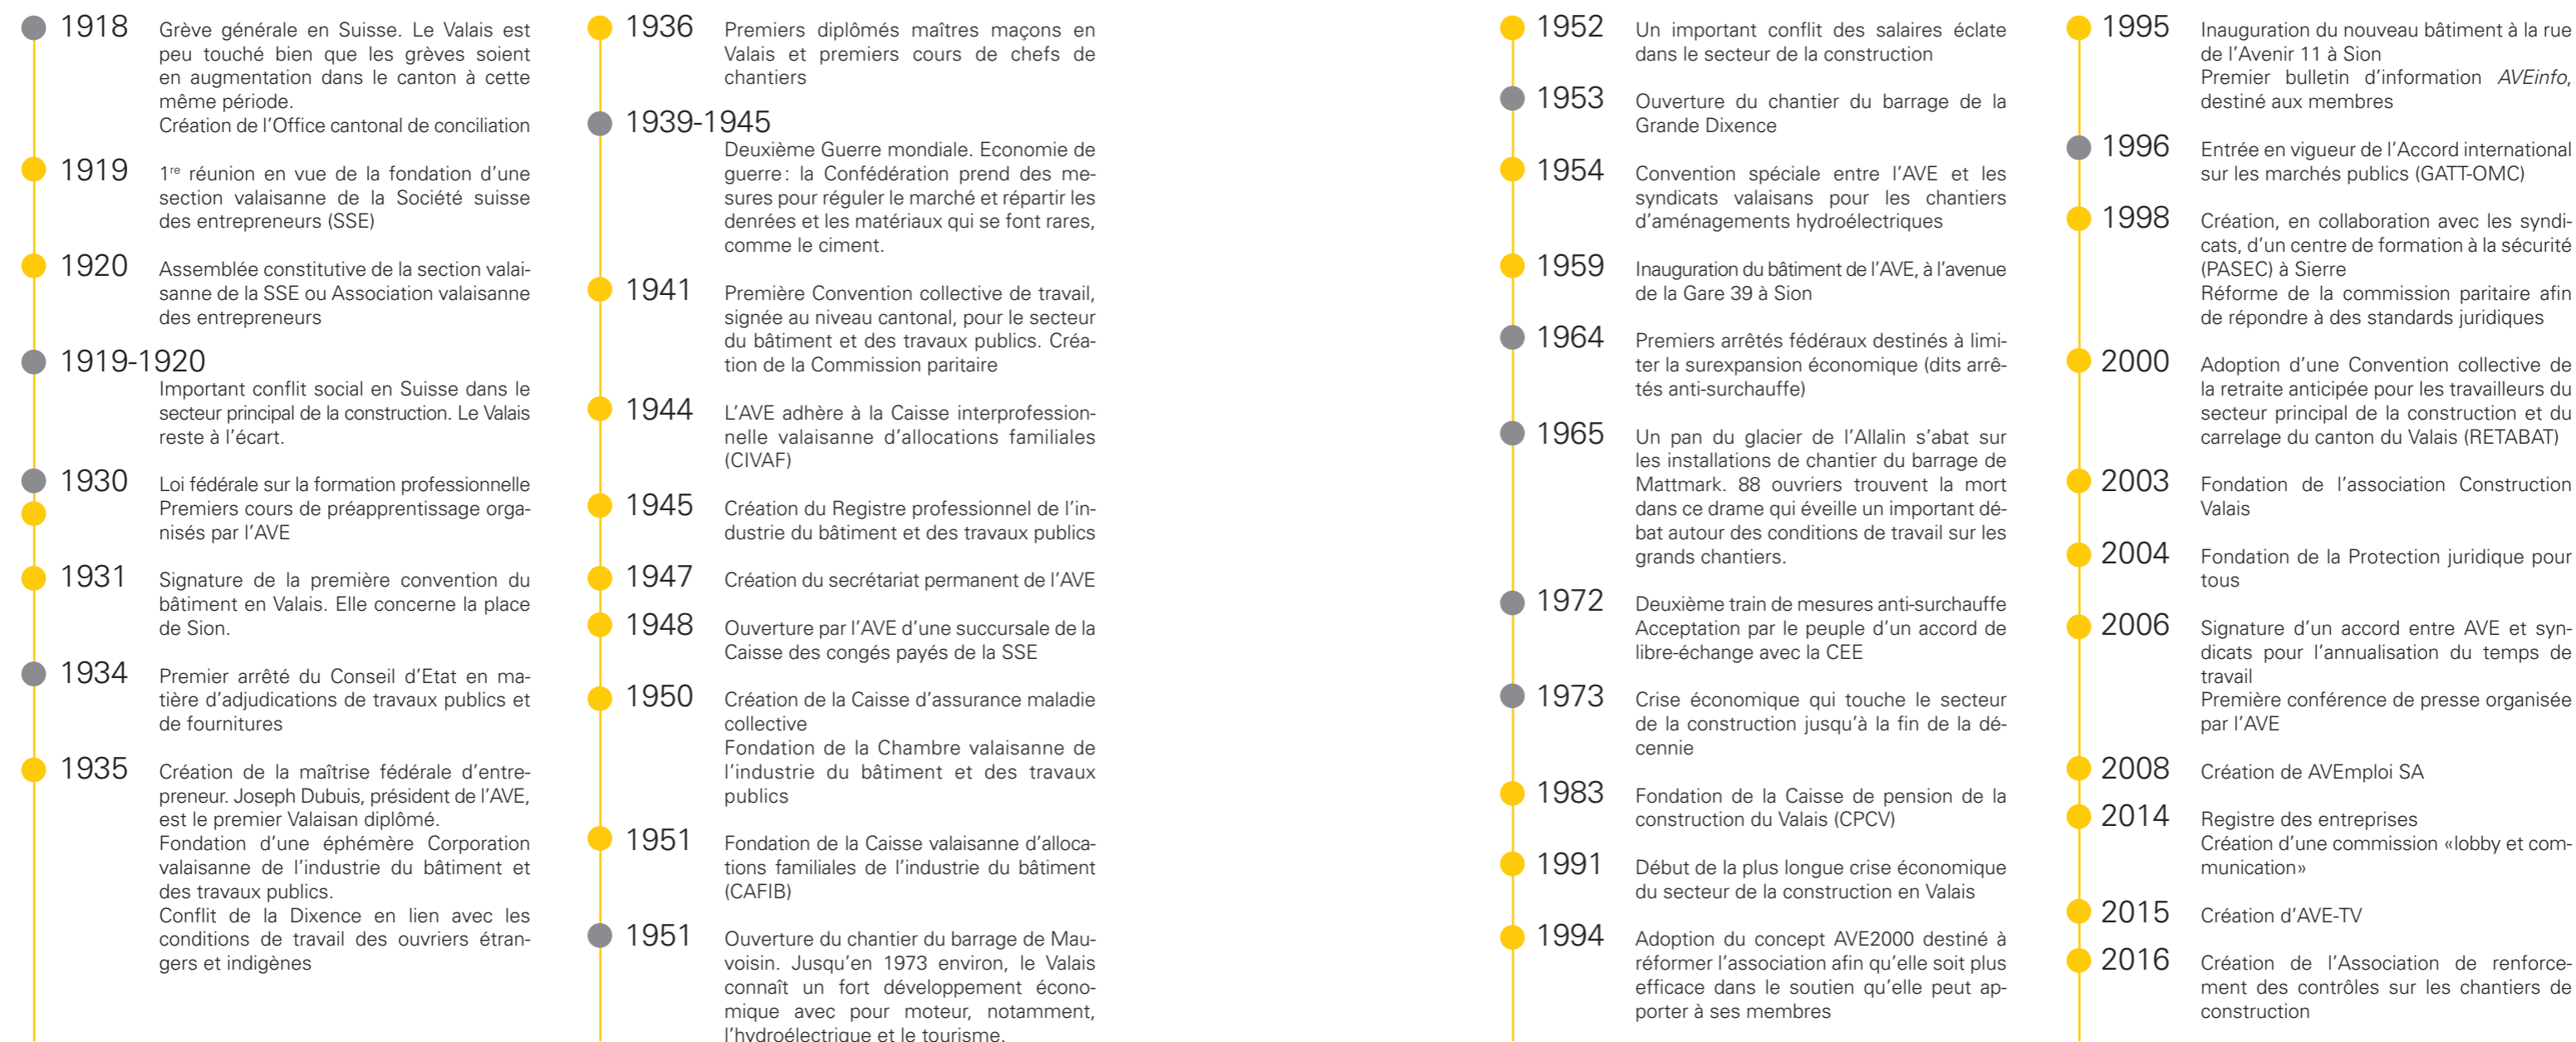 1918 Grève générale en Suisse. Le Valais est
peu touché bien que les grèves soient
en augmentation dans le canton à cette
même période.
Création de l'Office cantonal de conciliation
1919 1re réunion en vue de la fondation d'une
section valaisanne de la Société suisse
des entrepreneurs (SSE)
1920 Assemblée constitutive de la section valai-
sanne de la SSE ou Association valaisanne
des entrepreneurs
1919-1920
Important conflit social en Suisse dans le
secteur principal de la construction. Le Valais
reste à l'écart.
1930 Loi fédérale sur la formation professionnelle
Premiers cours de préapprentissage orga-
nisés par l'AVE
1931 Signature de la première convention du
bâtiment en Valais. Elle concerne la place
de Sion.
1934 Premier arrêté du Conseil d'Etat en ma-
tière d'adjudications de travaux publics et
de fournitures
1935 Création de la maîtrise fédérale d'entre-
preneur. Joseph Dubuis, président de l'AVE,
est le premier Valaisan diplômé.
Fondation d'une éphémère Corporation
valaisanne de l'industrie du bâtiment et
des travaux publics.
Conflit de la Dixence en lien avec les
conditions de travail des ouvriers étran-
gers et indigènes
1936 Premiers diplômés maîtres maçons en
Valais et premiers cours de chefs de
chantiers
1939-1945
Deuxième Guerre mondiale. Economie de
guerre : la Confédération prend des me-
sures pour réguler le marché et répartir les
denrées et les matériaux qui se font rares,
comme le ciment.
1941 Première Convention collective de travail,
signée au niveau cantonal, pour le secteur
du bâtiment et des travaux publics. Créa-
tion de la Commission paritaire
1944 L'AVE adhère à la Caisse interprofession-
nelle valaisanne d'allocations familiales
(CIVAF)
1945 Création du Registre professionnel de l'in-
dustrie du bâtiment et des travaux publics
1947 Création du secrétariat permanent de l'AVE
1948 Ouverture par l'AVE d'une succursale de la
Caisse des congés payés de la SSE
1950 Création de la Caisse d'assurance maladie
collective
Fondation de la Chambre valaisanne de
l'industrie du bâtiment et des travaux
publics
1951 Fondation de la Caisse valaisanne d'alloca-
tions familiales de l'industrie du bâtiment
(CAFIB)
1951 Ouverture du chantier du barrage de Mau-
voisin. Jusqu'en 1973 environ, le Valais
connaît un fort développement écono-
mique avec pour moteur, notamment,
l'hydroélectrique et le tourisme.
1952 Un important conflit des salaires éclate
dans le secteur de la construction
1953 Ouverture du chantier du barrage de la
Grande Dixence
1954 Convention spéciale entre l'AVE et les
syndicats valaisans pour les chantiers
d'aménagements hydroélectriques
1959 Inauguration du bâtiment de l'AVE, à l'avenue
de la Gare 39 à Sion
1964 Premiers arrêtés fédéraux destinés à limi-
ter la surexpansion économique (dits arrê-
tés anti-surchauffe)
1965 Un pan du glacier de l'Allalin s'abat sur
les installations de chantier du barrage de
Mattmark. 88 ouvriers trouvent la mort
dans ce drame qui éveille un important dé-
bat autour des conditions de travail sur les
grands chantiers.
1972 Deuxième train de mesures anti-surchauffe
Acceptation par le peuple d'un accord de
libre-échange avec la CEE
1973 Crise économique qui touche le secteur
de la construction jusqu'à la fin de la dé-
cennie
1983 Fondation de la Caisse de pension de la
construction du Valais (CPCV)
1991 Début de la plus longue crise économique
du secteur de la construction en Valais
1994 Adoption du concept AVE2000 destiné à
réformer l'association afin qu'elle soit plus
efficace dans le soutien qu'elle peut ap-
porter à ses membres
1995 Inauguration du nouveau bâtiment à la rue
de l'Avenir 11 à Sion
Premier bulletin d'information AVEinfo,
destiné aux membres
1996 Entrée en vigueur de l'Accord international
sur les marchés publics (GATT-OMC)
1998 Création, en collaboration avec les syndi-
cats, d'un centre de formation à la sécurité
(PASEC) à Sierre
Réforme de la commission paritaire afin
de répondre à des standards juridiques
2000 Adoption d'une Convention collective de
la retraite anticipée pour les travailleurs du
secteur principal de la construction et du
carrelage du canton du Valais (RETABAT)
2003 Fondation de l'association Construction
Valais
2004 Fondation de la Protection juridique pour
tous
2006 Signature d'un accord entre AVE et syn-
dicats pour l'annualisation du temps de
travail
Première conférence de presse organisée
par l'AVE
2008 Création de AVEmploi SA
2014 Registre des entreprises
Création d'une commission «lobby et com-
munication»
2015 Création d'AVE-TV
2016 Création de l'Association de renforce-
ment des contrôles sur les chantiers de
construction